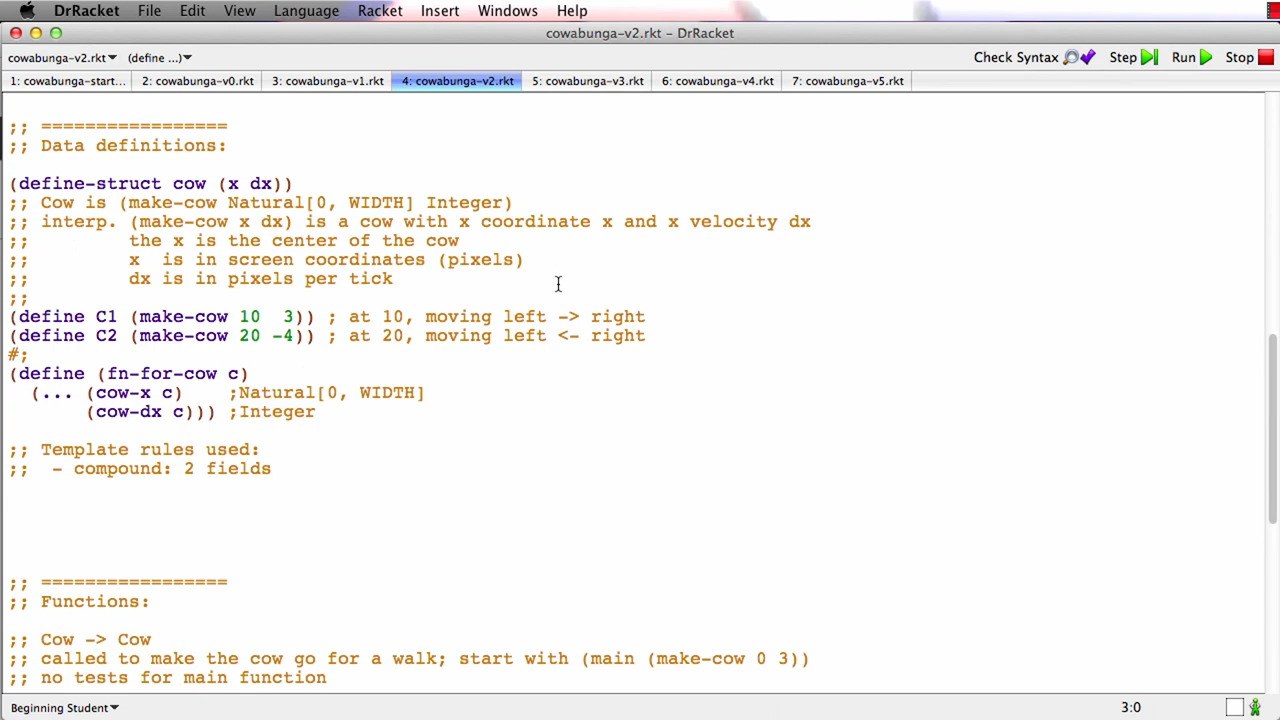 DrRacket File Edit View Language Racket Insert Windows Help
cowabunga-v2.rkt – DrRacket
cowabunga-v2.rkt (define ...) Check Syntax Step Run Stop
1: cowabunga-start... 2: cowabunga-v0.rkt 3: cowabunga-v1.rkt 4: cowabunga-v2.rkt 5: cowabunga-v3.rkt 6: cowabunga-v4.rkt 7: cowabunga-v5.rkt
;; =================
;; Data definitions:
(define-struct cow (x dx))
;; Cow is (make-cow Natural[0, WIDTH] Integer)
;; interp. (make-cow x dx) is a cow with x coordinate x and x velocity dx
;;         the x is the center of the cow
;;         x  is in screen coordinates (pixels)
;;         dx is in pixels per tick
;;
(define C1 (make-cow 10  3)) ; at 10, moving left -> right
(define C2 (make-cow 20 -4)) ; at 20, moving left <- right
#;
(define (fn-for-cow c)
  (... (cow-x c)    ;Natural[0, WIDTH]
       (cow-dx c))) ;Integer
;; Template rules used:
;;  - compound: 2 fields
;; =================
;; Functions:
;; Cow -> Cow
;; called to make the cow go for a walk; start with (main (make-cow 0 3))
;; no tests for main function
Beginning Student 3:0